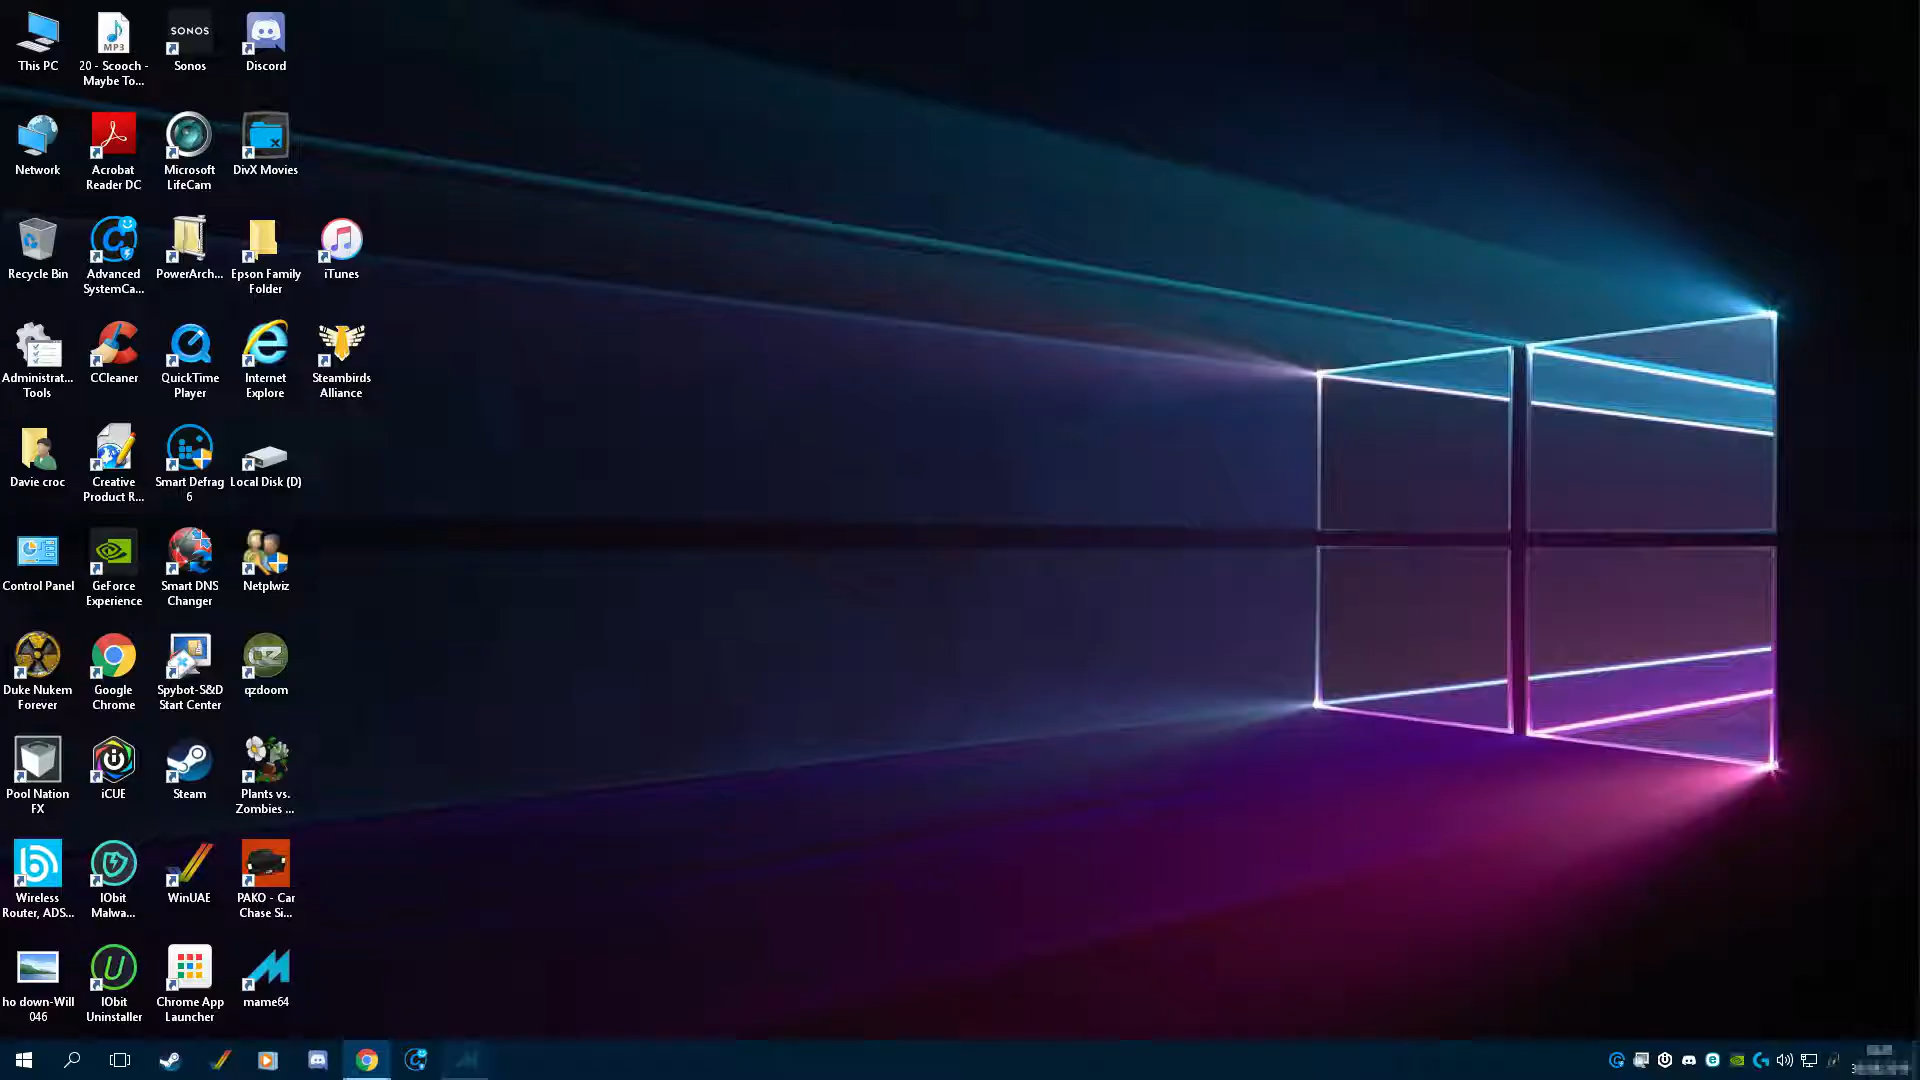 This PC
20 - Scooch -
Maybe To...
MP3
SONOS
Sonos
Discord
Network
Acrobat
Reader DC
Microsoft
LifeCam
DivX Movies
Recycle Bin
Advanced
SystemCa...
PowerArch...
Epson Family
Folder
iTunes
Administrat...
Tools
CCleaner
QuickTime
Player
Internet
Explore
Steambirds
Alliance
Davie croc
Creative
Product R...
Smart Defrag
6
Local Disk (D)
Control Panel
GeForce
Experience
Smart DNS
Changer
Netplwiz
Duke Nukem
Forever
Google
Chrome
Spybot-S&D
Start Center
qzdoom
Pool Nation
FX
iCUE
Steam
Plants vs.
Zombies ...
Wireless
Router, ADS...
IObit
Malwa...
WinUAE
PAKO - Car
Chase Si...
ho down-Will
046
IObit
Uninstaller
Chrome App
Launcher
mame64